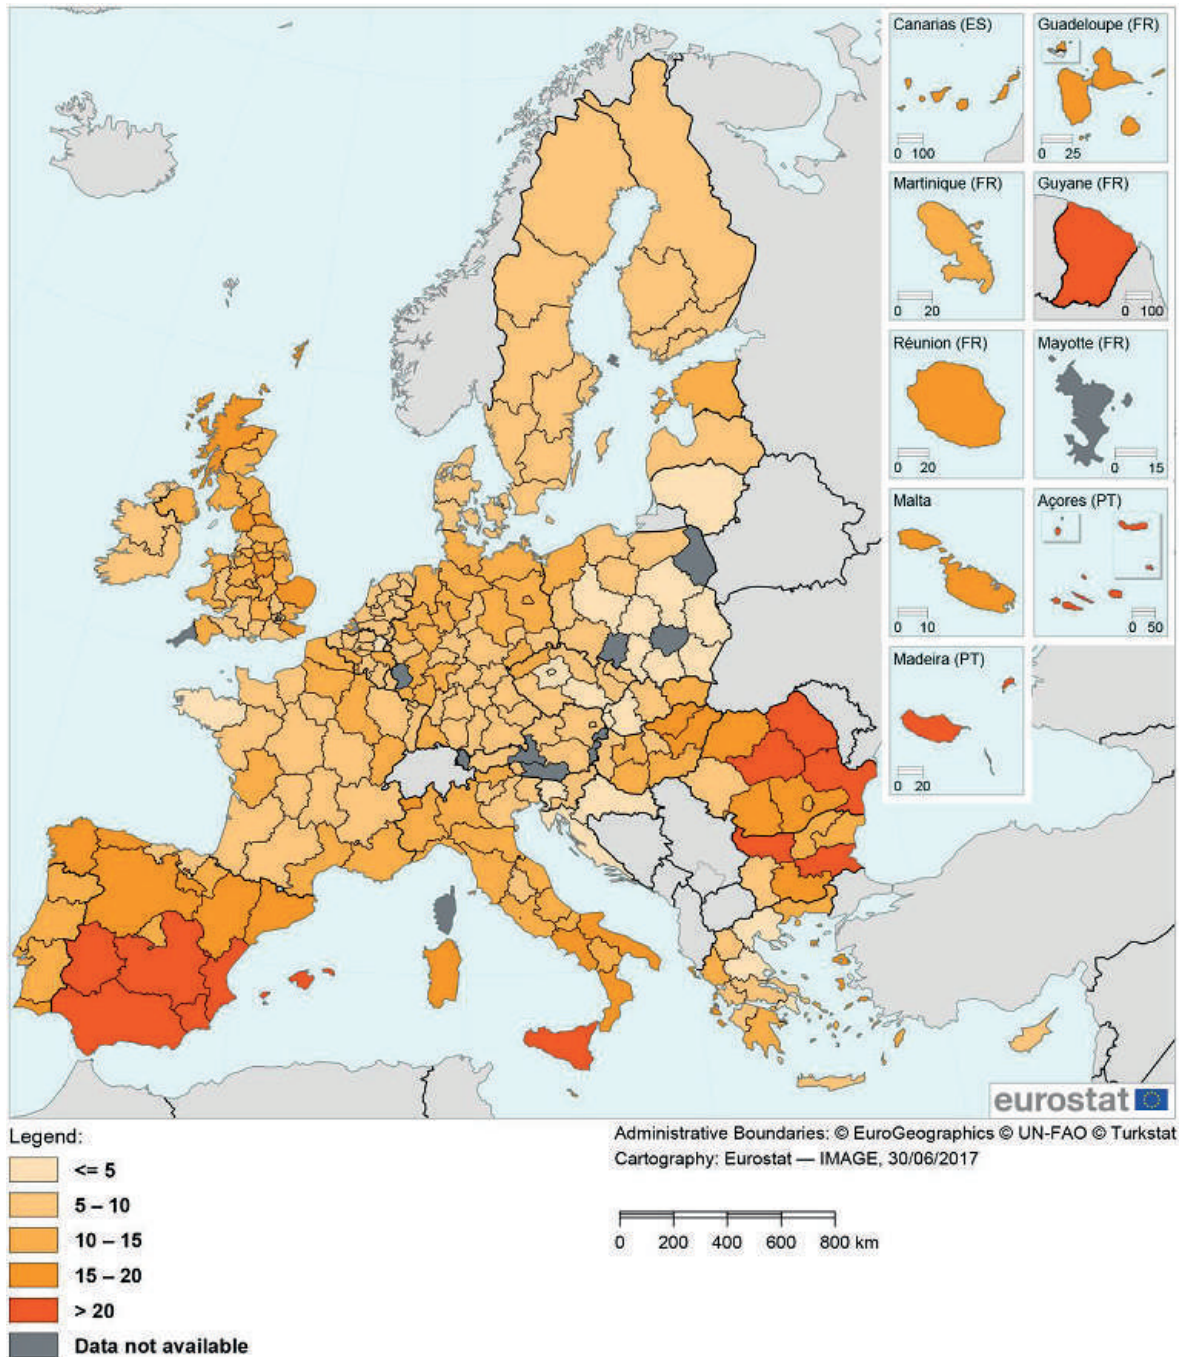 Canarias (ES)
0 100
Guadeloupe (FR)
0 25
Martinique (FR)
0 20
Guyane (FR)
0 100
Réunion (FR)
0 20
Mayotte (FR)
0 15
Malta
0 10
Açores (PT)
0 50
Madeira (PT)
0 20
eurostat
Legend:
<= 5
5 – 10
10 – 15
15 – 20
> 20
Data not available
Administrative Boundaries: © EuroGeographics © UN-FAO © Turkstat
Cartography: Eurostat — IMAGE, 30/06/2017
0 200 400 600 800 km